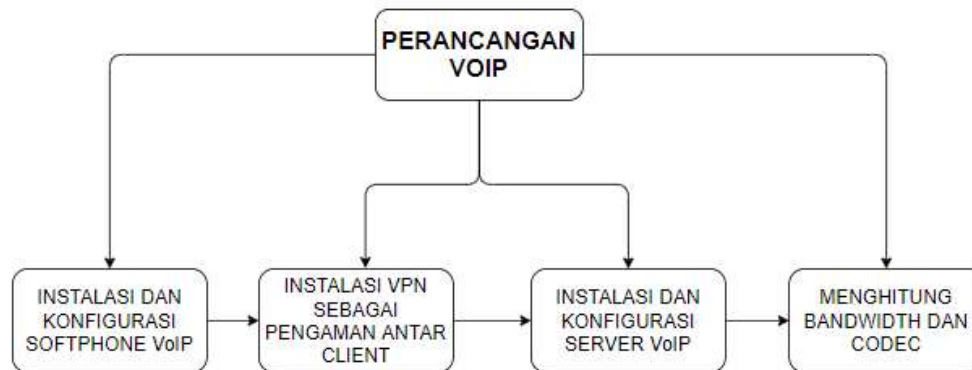 PERANCANGAN
VOIP
INSTALASI DAN
KONFIGURASI
SOFTPHONE VoIP
INSTALASI VPN
SEBAGAI
PENGAMAN ANTAR
CLIENT
INSTALASI DAN
KONFIGURASI
SERVER VoIP
MENGHITUNG
BANDWIDTH DAN
CODEC